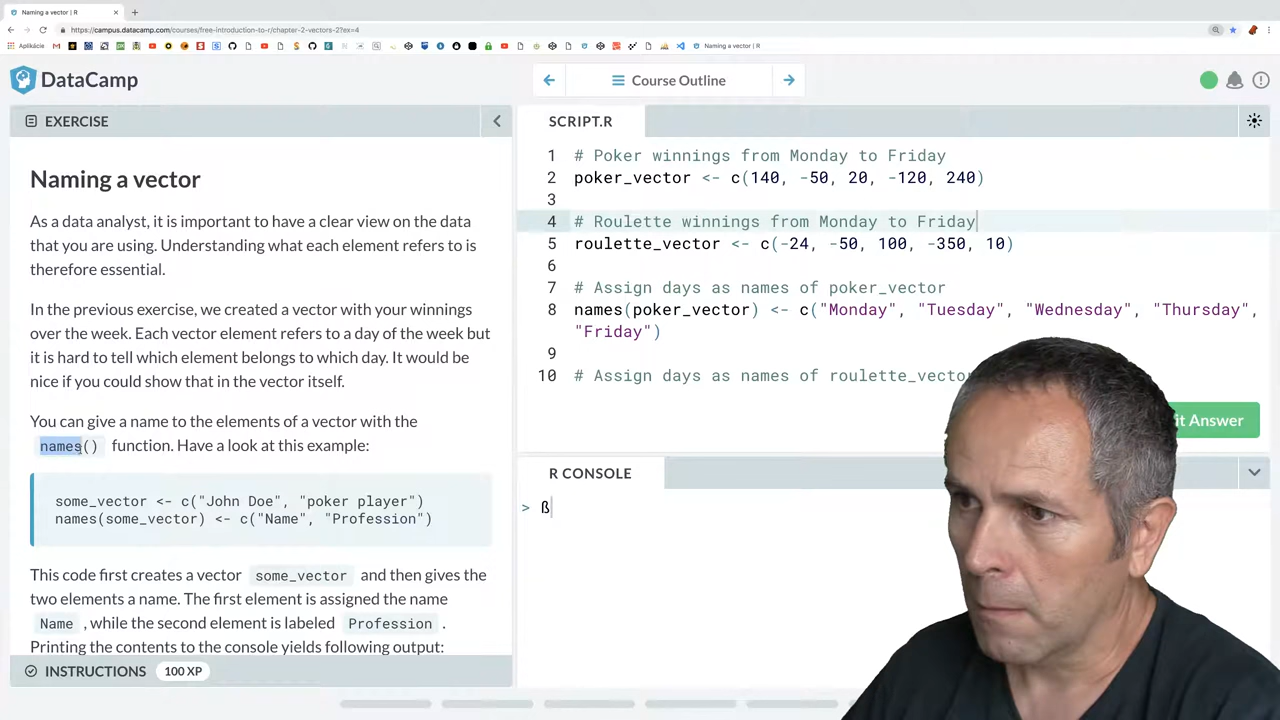 Naming a vector | R
https://campus.datacamp.com/courses/free-introduction-to-r/chapter-2-vectors-2?ex=4
Aplikácie
Naming a vector | R
DataCamp
Course Outline
EXERCISE
SCRIPT.R
Naming a vector
As a data analyst, it is important to have a clear view on the data
that you are using. Understanding what each element refers to is
therefore essential.
In the previous exercise, we created a vector with your winnings
over the week. Each vector element refers to a day of the week but
it is hard to tell which element belongs to which day. It would be
nice if you could show that in the vector itself.
You can give a name to the elements of a vector with the
names() function. Have a look at this example:
some_vector <- c("John Doe", "poker player")
names(some_vector) <- c("Name", "Profession")
This code first creates a vector some_vector and then gives the
two elements a name. The first element is assigned the name
Name , while the second element is labeled Profession .
Printing the contents to the console yields following output:
INSTRUCTIONS 100 XP
1 # Poker winnings from Monday to Friday
2 poker_vector <- c(140, -50, 20, -120, 240)
3
4 # Roulette winnings from Monday to Friday
5 roulette_vector <- c(-24, -50, 100, -350, 10)
6
7 # Assign days as names of poker_vector
8 names(poker_vector) <- c("Monday", "Tuesday", "Wednesday", "Thursday",
"Friday")
9
10 # Assign days as names of roulette_vecto
it Answer
R CONSOLE
> ß